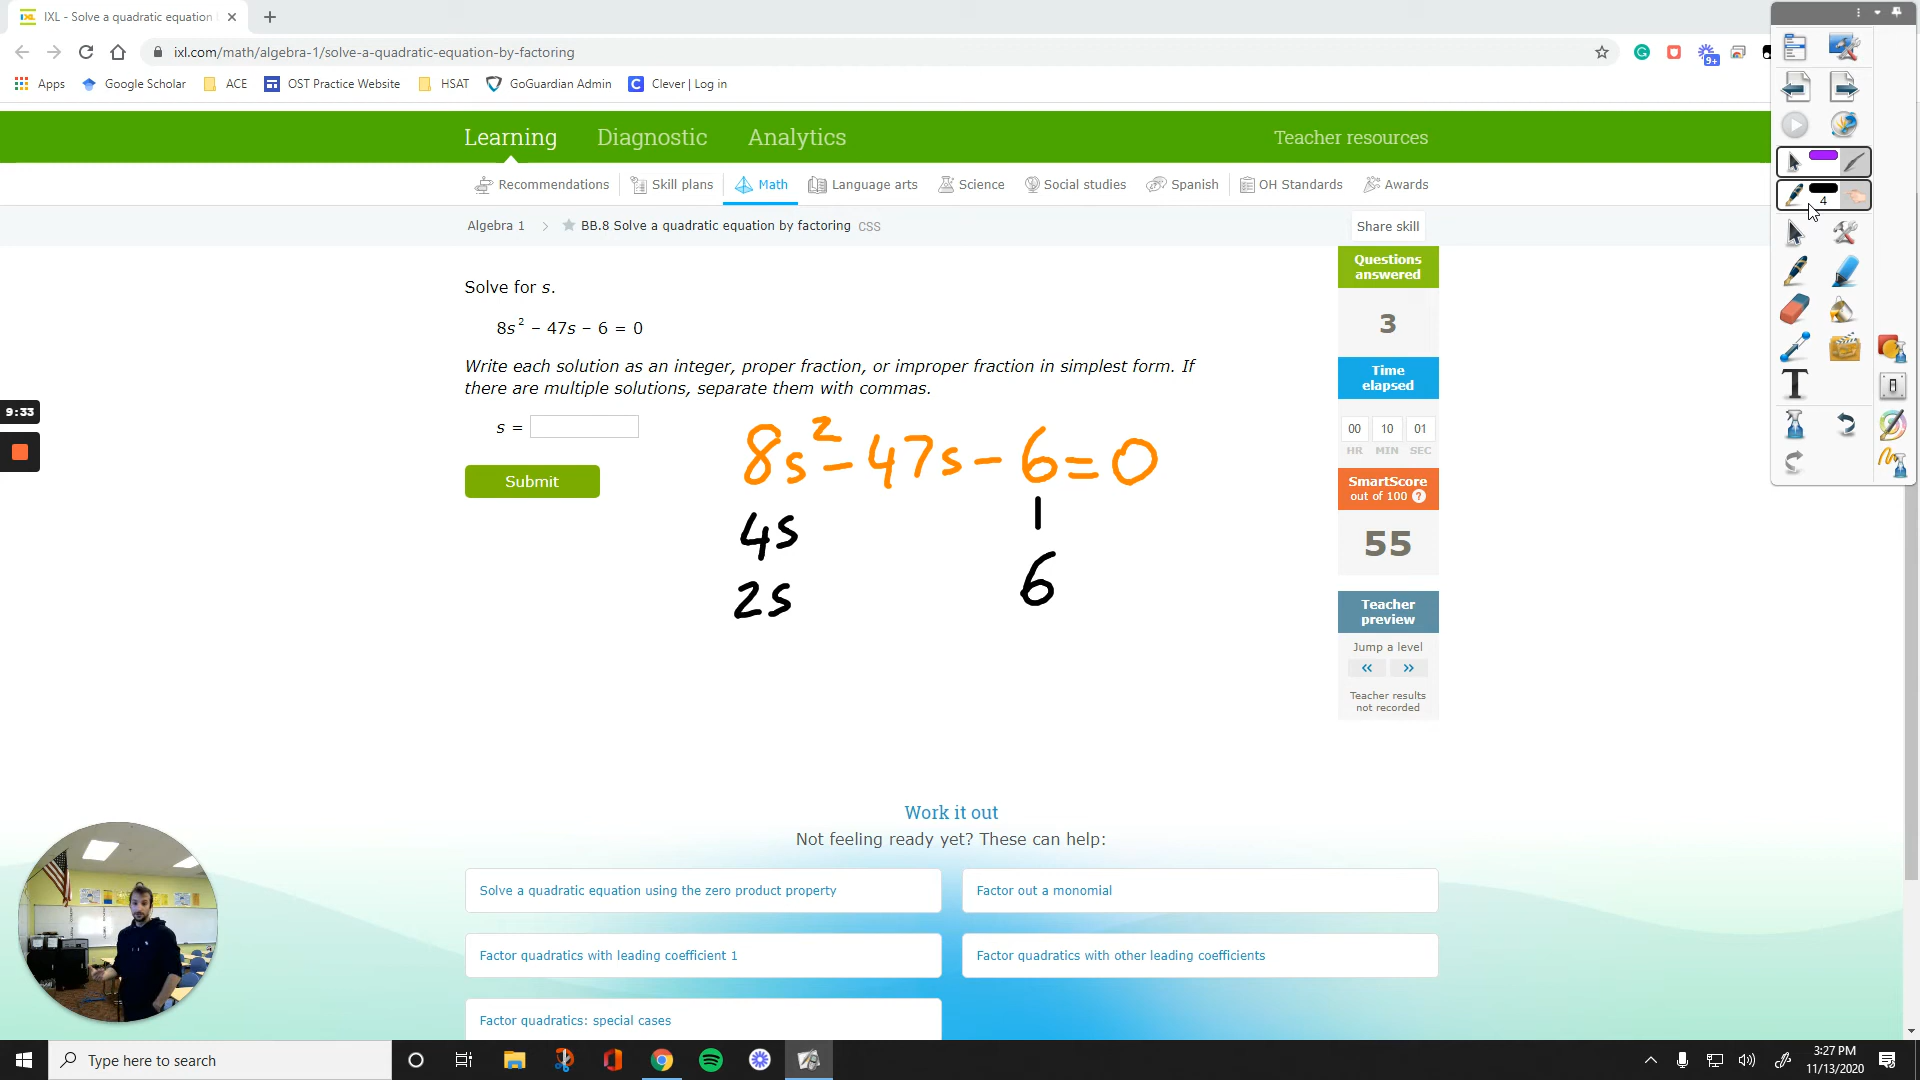 IXL - Solve a quadratic equation
ixl.com/math/algebra-1/solve-a-quadratic-equation-by-factoring
9+
Apps Google Scholar ACE OST Practice Website HSAT GoGuardian Admin Clever | Log in
Learning Diagnostic Analytics Teacher resources
Recommendations Skill plans Math Language arts Science Social studies Spanish OH Standards Awards
Algebra 1 > BB.8 Solve a quadratic equation by factoring CSS
Share skill
Solve for s.
8s² − 47s − 6 = 0
Write each solution as an integer, proper fraction, or improper fraction in simplest form. If
there are multiple solutions, separate them with commas.
s =
Submit
8s² − 47s − 6 = 0
4s 1
2s 6
Questions
answered
3
Time
elapsed
00 10 01
HR MIN SEC
SmartScore
out of 100 ?
55
Teacher
preview
Jump a level
<< >>
Teacher results
not recorded
4
T
9:33
Work it out
Not feeling ready yet? These can help:
Solve a quadratic equation using the zero product property
Factor out a monomial
Factor quadratics with leading coefficient 1
Factor quadratics with other leading coefficients
Factor quadratics: special cases
Type here to search
3:27 PM
11/13/2020